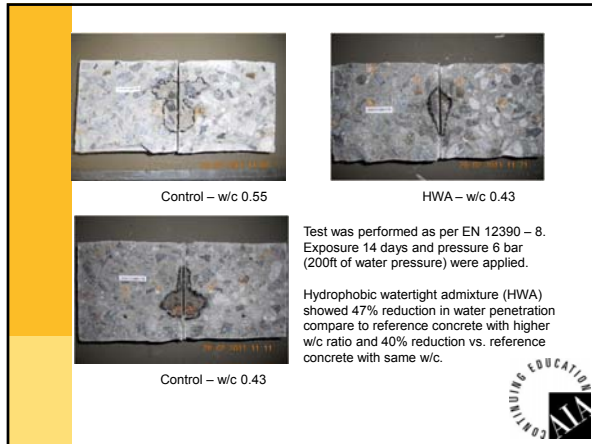 Control – w/c 0.55
HWA – w/c 0.43
Control – w/c 0.43
Test was performed as per EN 12390 – 8.
Exposure 14 days and pressure 6 bar
(200ft of water pressure) were applied.
Hydrophobic watertight admixture (HWA)
showed 47% reduction in water penetration
compare to reference concrete with higher
w/c ratio and 40% reduction vs. reference
concrete with same w/c.
CONTINUING EDUCATION
AIA